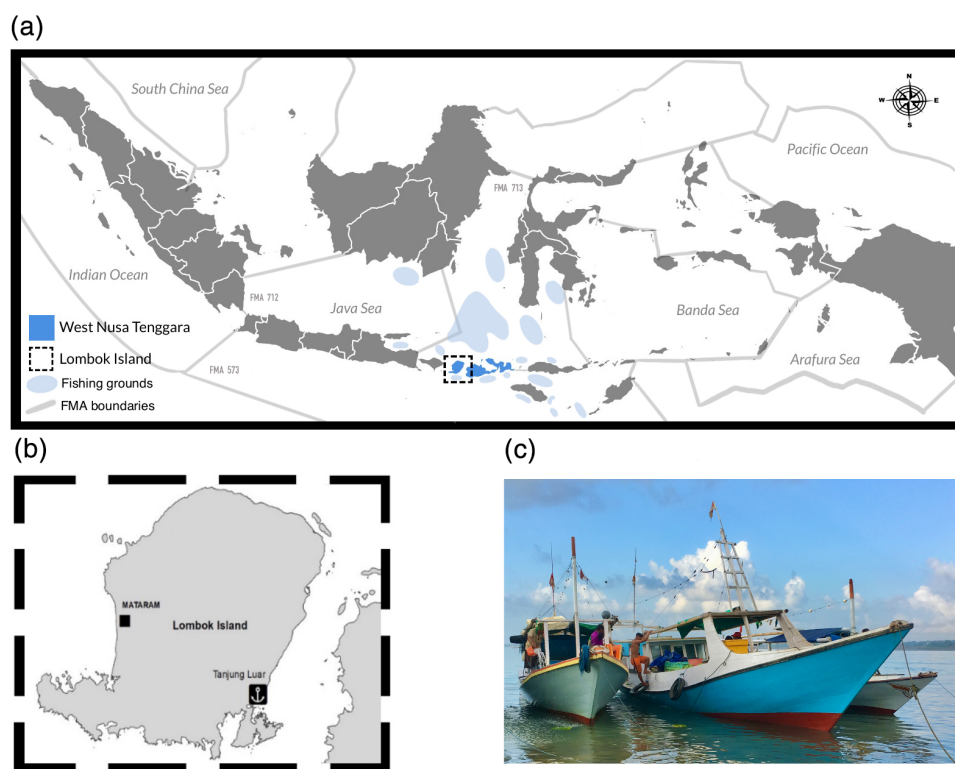 (a)
South China Sea
N
W E
S
Pacific Ocean
FMA 713
Indian Ocean
FMA 712
Java Sea
Banda Sea
West Nusa Tenggara
Lombok Island
FMA 573
Arafura Sea
Fishing grounds
FMA boundaries
(b)
(c)
MATARAM
Lombok Island
Tanjung Luar